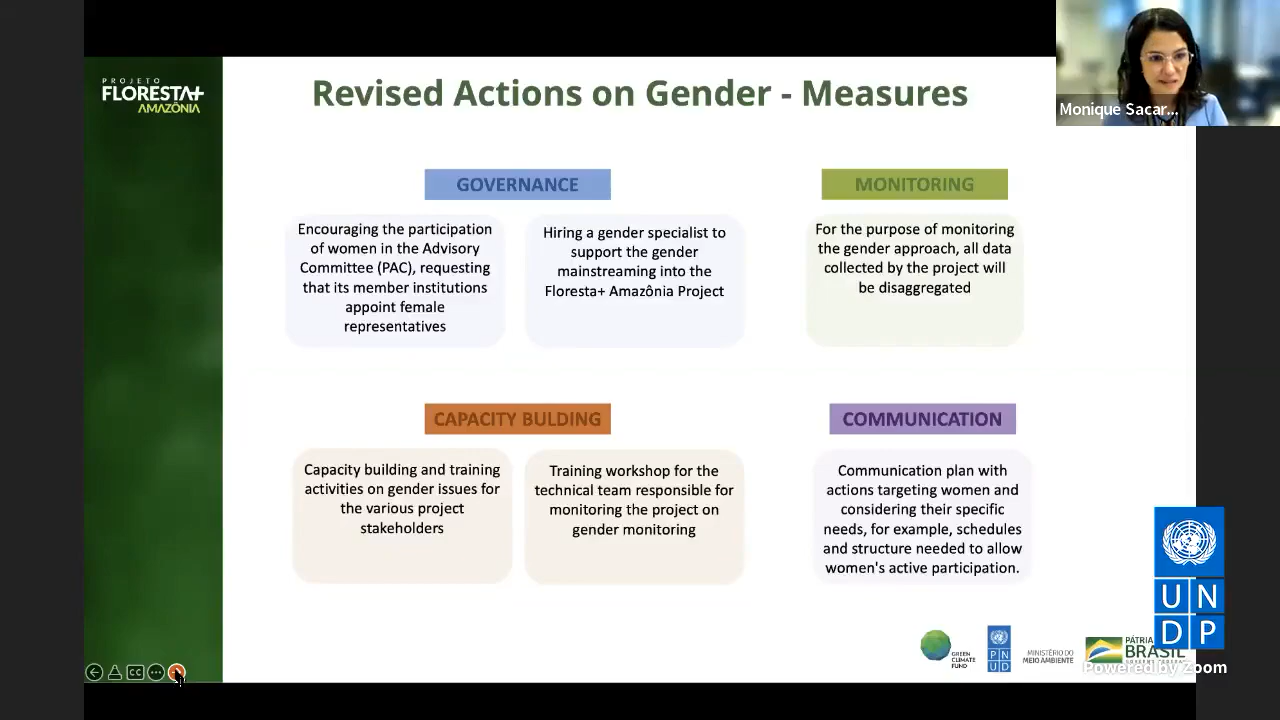 PROJETO
FLORESTA+
AMAZÔNIA
Revised Actions on Gender - Measures
Monique Sacar...
GOVERNANCE
Encouraging the participation
of women in the Advisory
Committee (PAC), requesting
that its member institutions
appoint female
representatives
Hiring a gender specialist to
support the gender
mainstreaming into the
Floresta+ Amazônia Project
MONITORING
For the purpose of monitoring
the gender approach, all data
collected by the project will
be disaggregated
CAPACITY BULDING
Capacity building and training
activities on gender issues for
the various project
stakeholders
Training workshop for the
technical team responsible for
monitoring the project on
gender monitoring
COMMUNICATION
Communication plan with
actions targeting women and
considering their specific
needs, for example, schedules
and structure needed to allow
women's active participation.
GREEN
CLIMATE
FUND
P N
U D
MINISTÉRIO DO
MEIO AMBIENTE
PÁTRIA
BRASIL
U N
D P
Powered by Zoom
CC